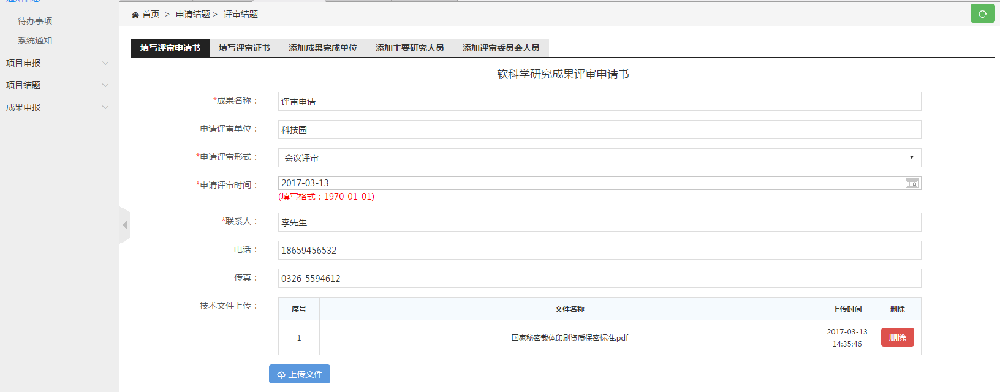 待办事项
系统通知
项目申报
项目结题
成果申报
首页 > 申请结题 > 评审结题
填写评审申请书 填写评审证书 添加成果完成单位 添加主要研究人员 添加评审委员会人员
软科学研究成果评审申请书
*成果名称： 评审申请
申请评审单位： 科技园
*申请评审形式： 会议评审
*申请评审时间： 2017-03-13
(填写格式：1970-01-01)
*联系人： 李先生
电话： 18659456532
传真： 0326-5594612
技术文件上传： 序号 文件名称 上传时间 删除
1 国家秘密载体印刷资质保密标准.pdf 2017-03-13 14:35:46 删除
上传文件